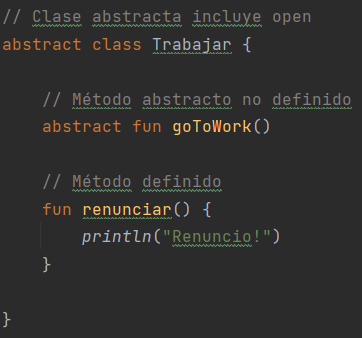 // Clase abstracta incluye open
abstract class Trabajar {
// Método abstracto no definido
abstract fun goToWork()
// Método definido
fun renunciar() {
println("Renuncio!")
}
}